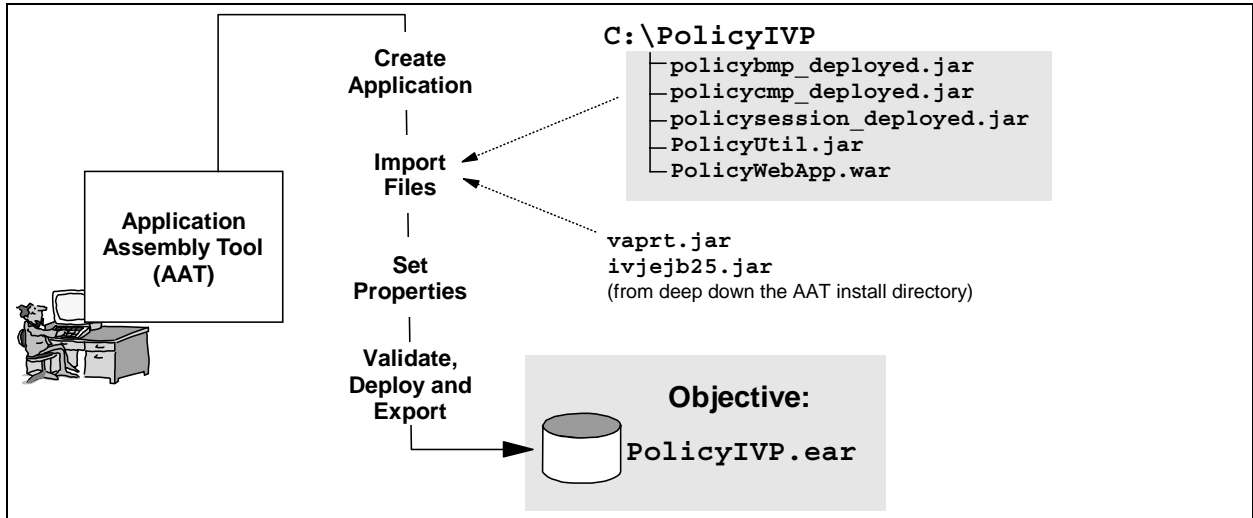 Application
Assembly Tool
(AAT)
Create
Application
Import
Files
Set
Properties
Validate,
Deploy and
Export
C:\PolicyIVP
policybmp_deployed.jar
policycmp_deployed.jar
policysession_deployed.jar
PolicyUtil.jar
PolicyWebApp.war
vaprt.jar
ivjejb25.jar
(from deep down the AAT install directory)
Objective:
PolicyIVP.ear